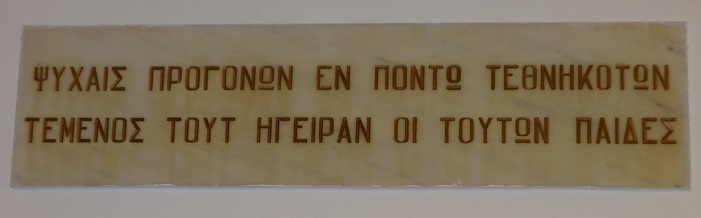 ΨΥΧΑΙΣ ΠΡΟΓΟΝΩΝ ΕΝ ΠΟΝΤΩ ΤΕΘΝΗΚΟΤΩΝ
ΤΕΜΕΝΟΣ ΤΟΥΤ ΗΓΕΙΡΑΝ ΟΙ ΤΟΥΤΩΝ ΠΑΙΔΕΣ